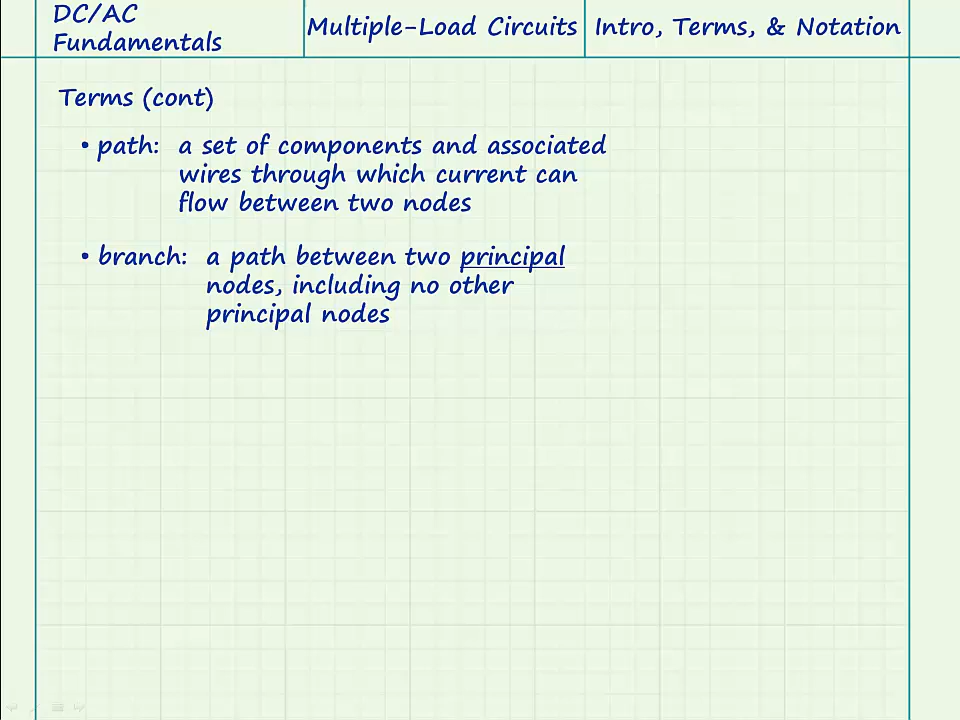 DC/AC
Fundamentals
Multiple-Load Circuits
Intro, Terms, & Notation
Terms (cont)
• path: a set of components and associated
wires through which current can
flow between two nodes
• branch: a path between two principal
nodes, including no other
principal nodes